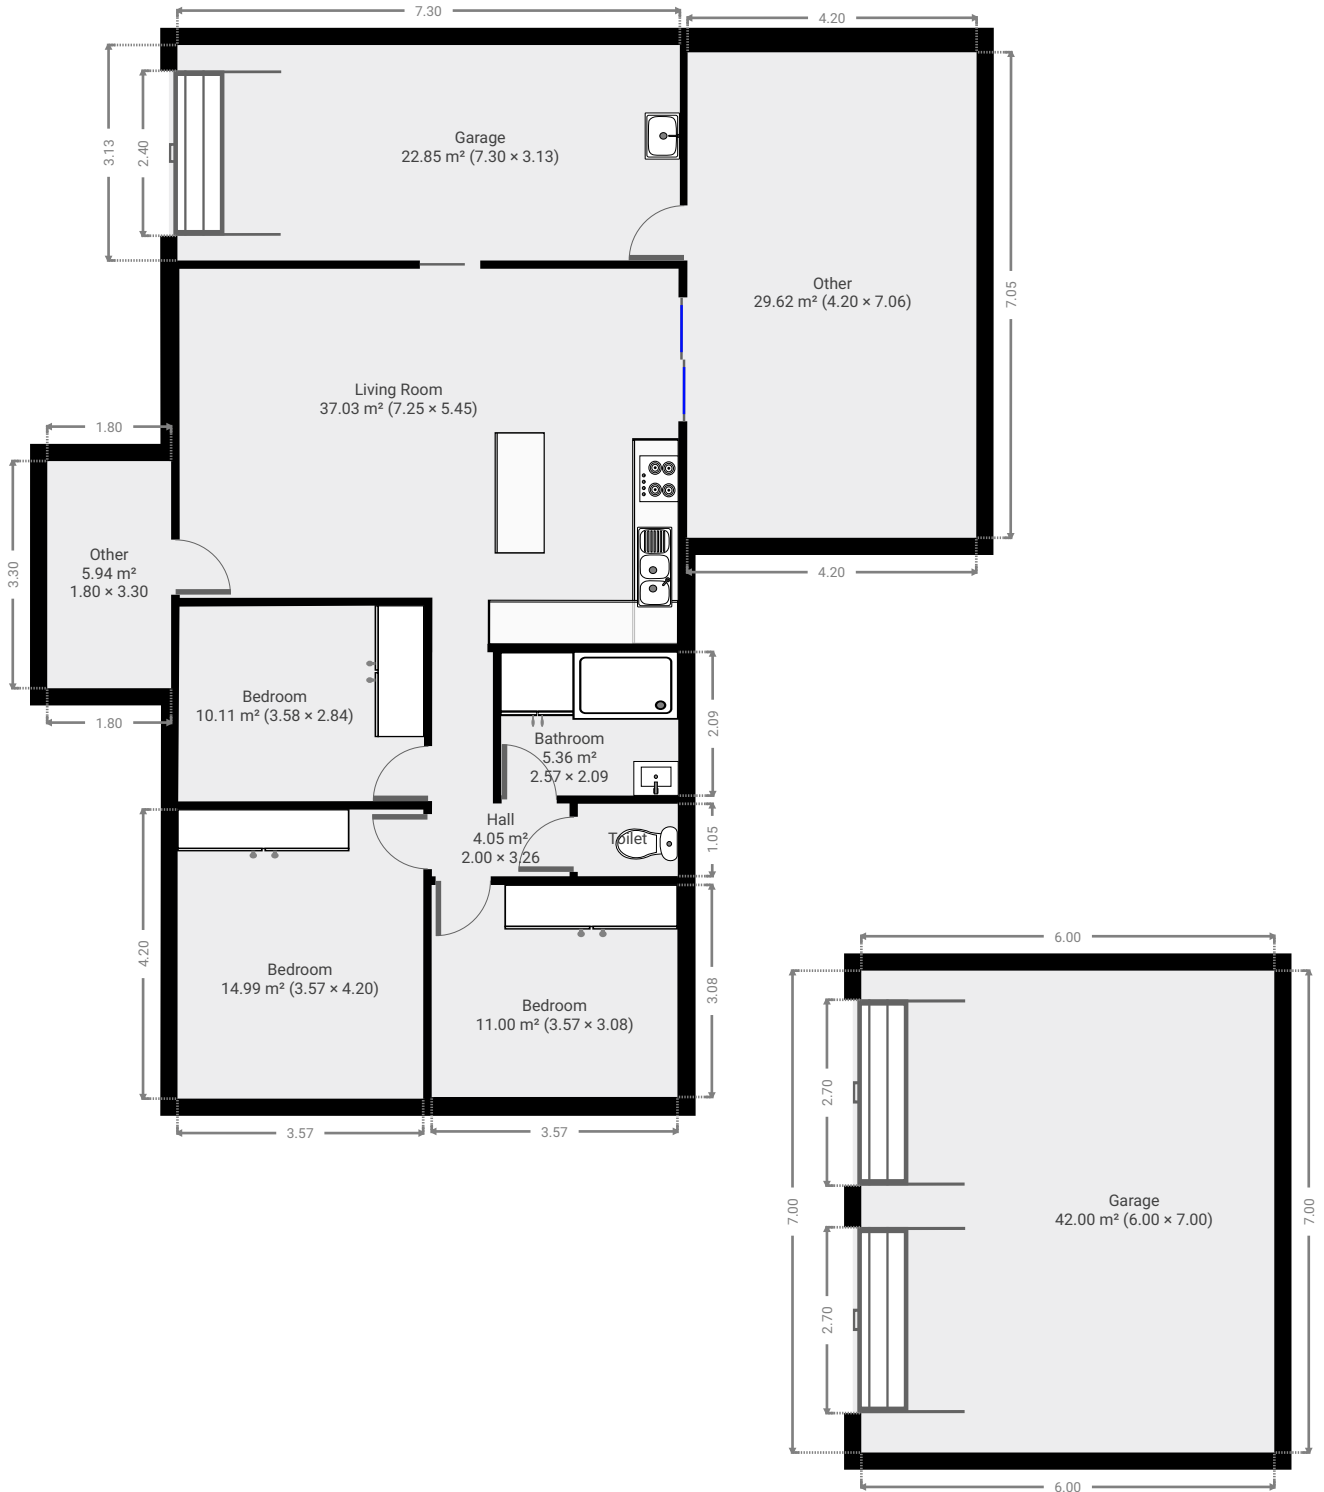 7.30
4.20
3.13
2.40
Garage
22.85 m² (7.30 × 3.13)
Other
29.62 m² (4.20 × 7.06)
7.05
Living Room
37.03 m² (7.25 × 5.45)
1.80
3.30
Other
5.94 m²
1.80 × 3.30
4.20
1.80
Bedroom
10.11 m² (3.58 × 2.84)
Bathroom
5.36 m²
2.57 × 2.09
2.09
Hall
4.05 m²
2.00 × 3.26
Toilet
1.05
4.20
Bedroom
14.99 m² (3.57 × 4.20)
Bedroom
11.00 m² (3.57 × 3.08)
3.08
3.57
3.57
6.00
2.70
7.00
Garage
42.00 m² (6.00 × 7.00)
7.00
2.70
6.00